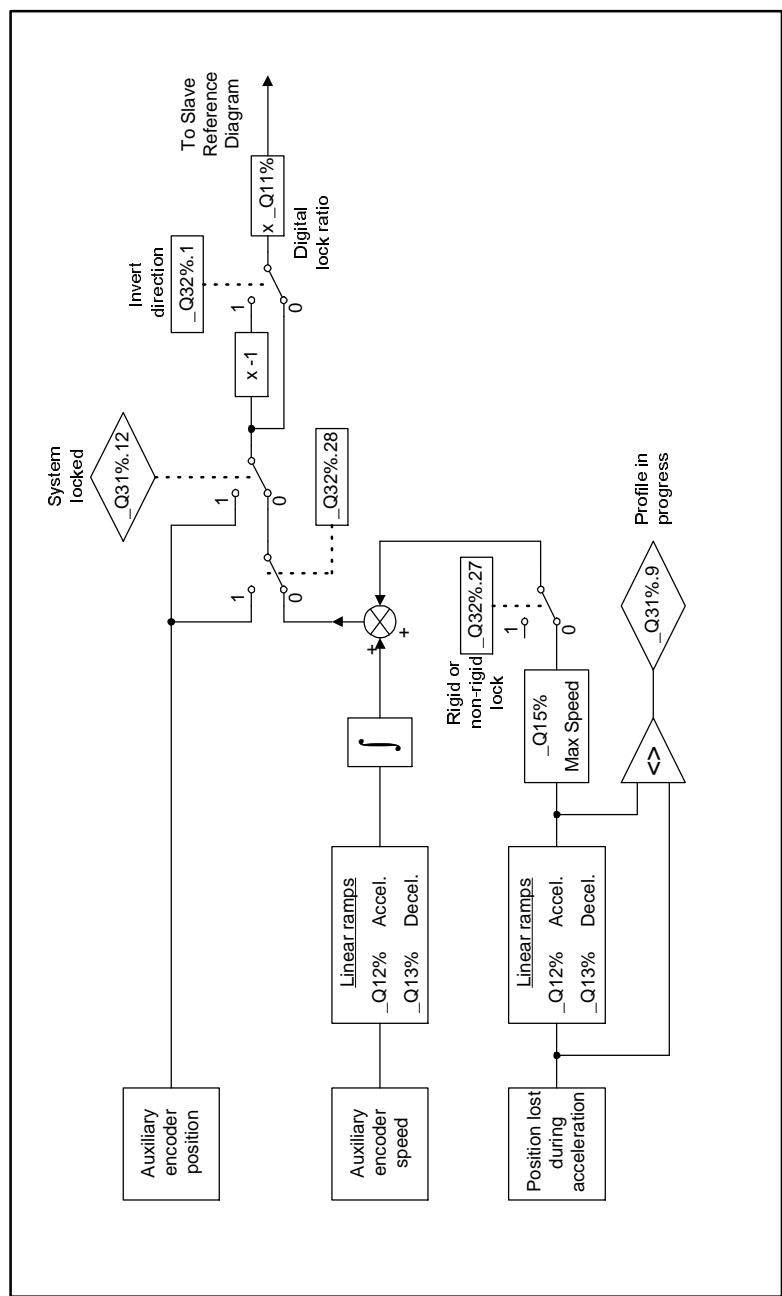 Auxiliary
encoder
position
Auxiliary
encoder
speed
Position lost
during
acceleration
Linear ramps
_Q12% Accel.
_Q13% Decel.
Linear ramps
_Q12% Accel.
_Q13% Decel.
∫
+
+
_Q15%
Max Speed
Rigid or
non-rigid
lock
_Q32%.27
1
0
<>
Profile in
progress
_Q31%.9
1
0
_Q32%.28
System
locked
_Q31%.12
1
0
x -1
Invert
direction
_Q32%.1
1
0
x _Q11%
Digital
lock ratio
To Slave
Reference
Diagram